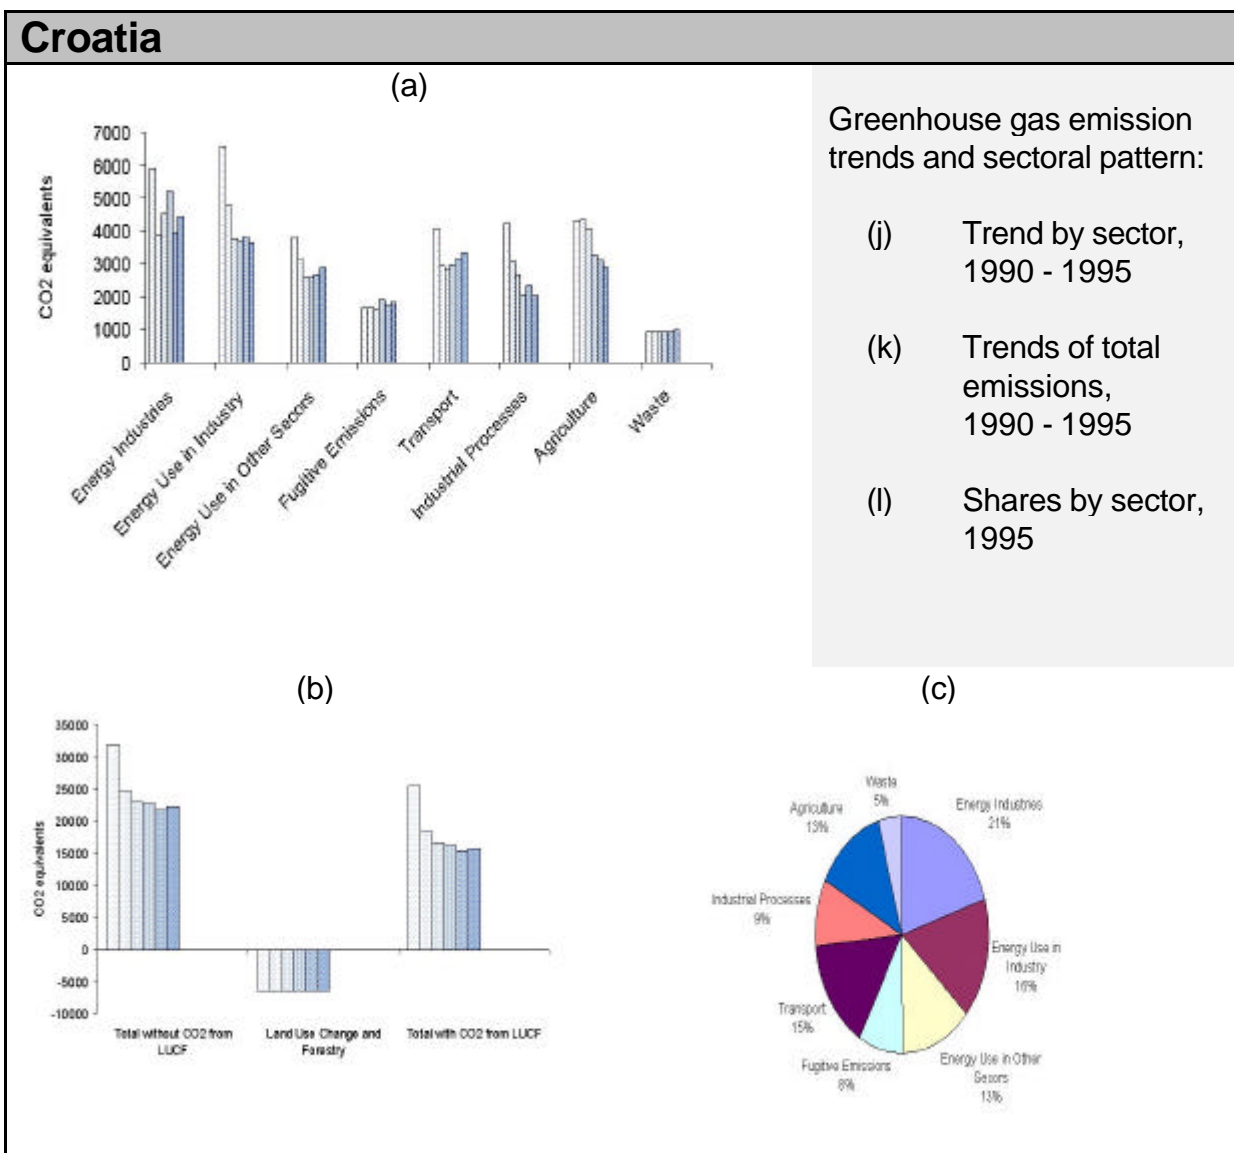 Croatia
(a)
7000
6000
5000
4000
3000
2000
1000
0
CO2 equivalents
Energy Industries
Energy Use in Industry
Energy Use in Other Secors
Fugitive Emissions
Transport
Industrial Processes
Agriculture
Waste
Greenhouse gas emission
trends and sectoral pattern:
(j) Trend by sector,
1990 - 1995
(k) Trends of total
emissions,
1990 - 1995
(l) Shares by sector,
1995
(b)
35000
30000
25000
20000
15000
10000
5000
0
-5000
-10000
CO2 equivalents
Total without CO2 from
LUCF
Land Use Change and
Forestry
Total with CO2 from LUCF
(c)
Waste
5%
Energy Industries
21%
Agriculture
13%
Industrial Processes
9%
Energy Use in
Industry
16%
Transport
15%
Fugitive Emissions
8%
Energy Use in Other
Secors
13%